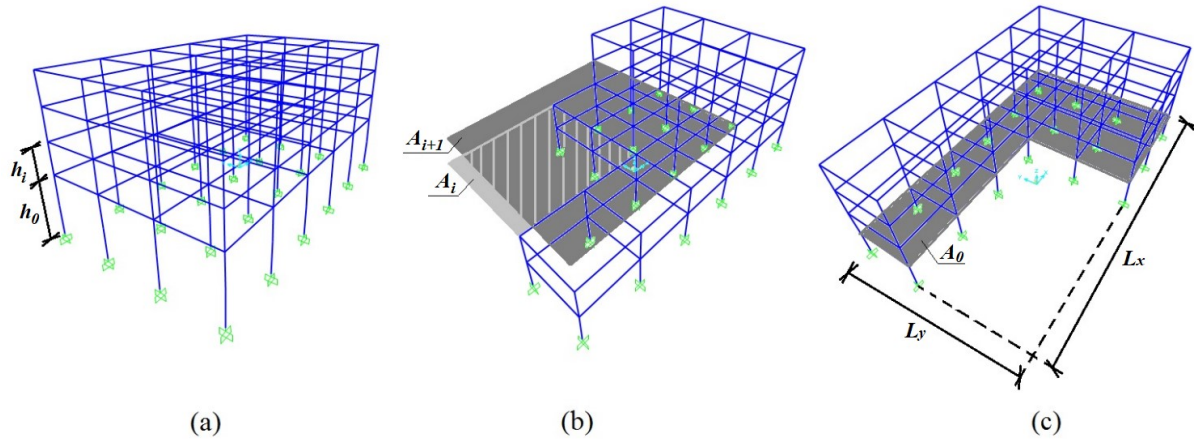 h_i
h_0
A_{i+1}
A_i
A_0
L_y
L_x
(a)
(b)
(c)